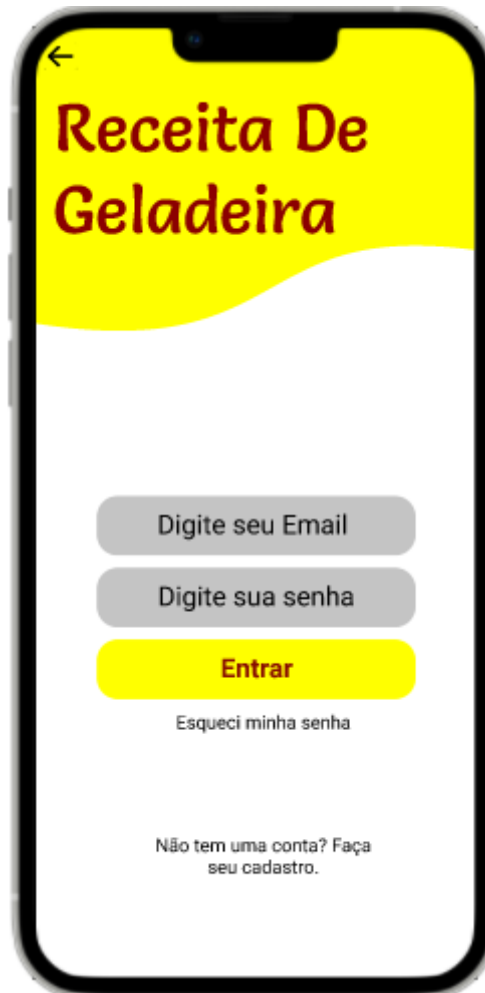 Receita De
Geladeira
Digite seu Email
Digite sua senha
Entrar
Esqueci minha senha
Não tem uma conta? Faça
seu cadastro.